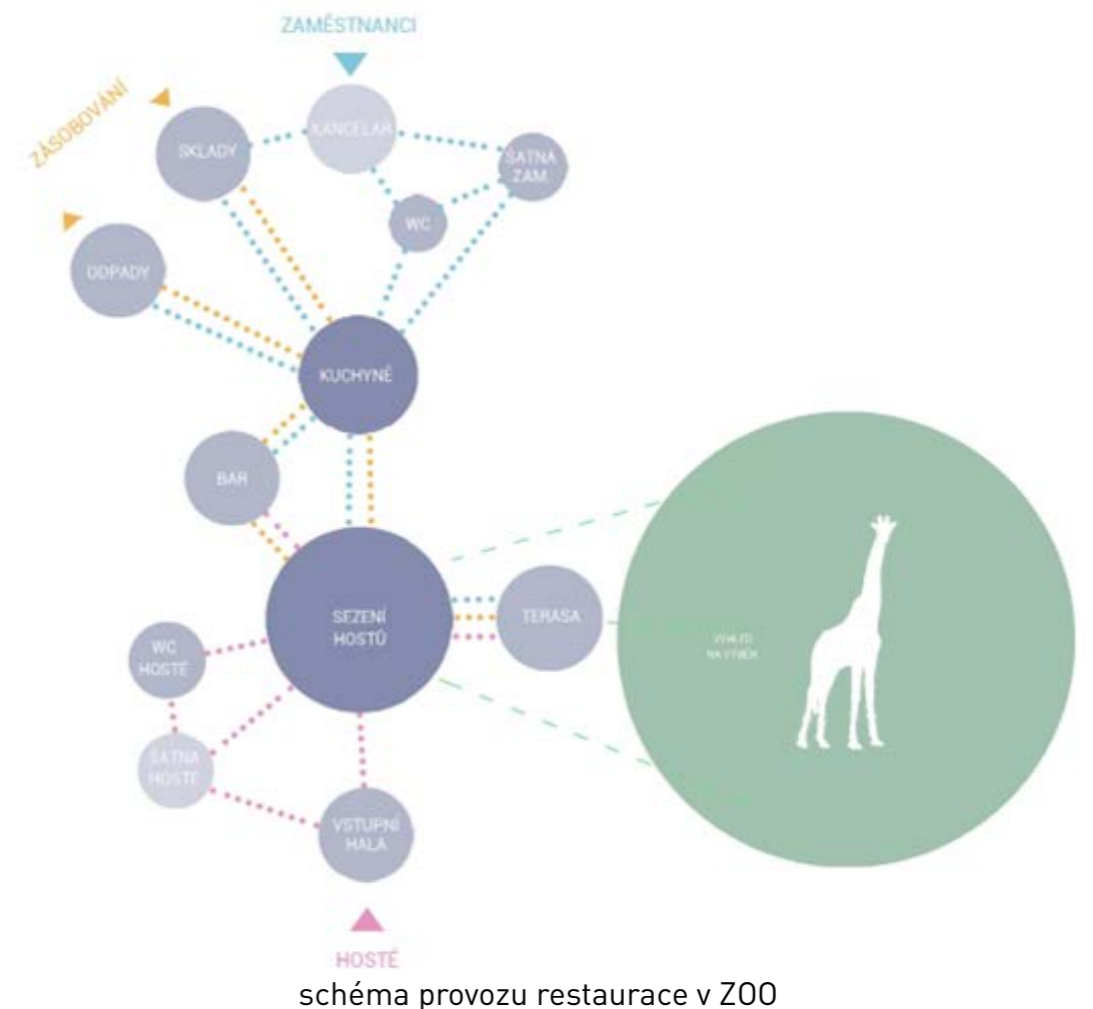 ZAMĚSTNANCI
ZÁSOBOVÁNÍ
KANCELÁŘ
SKLADY
ŠATNA
ZAM.
WC
ODPADY
KUCHYNĚ
BAR
SEZENÍ
HOSTŮ
TERASA
WC
HOSTÉ
ŠATNA
HOSTÉ
VSTUPNÍ
HALA
HOSTÉ
schéma provozu restaurace v ZOO